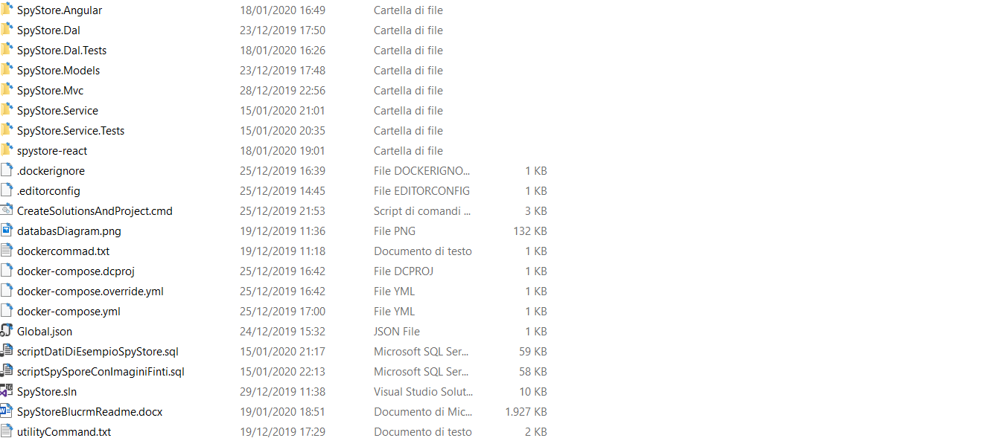 SpyStore.Angular 18/01/2020 16:49 Cartella di file
SpyStore.Dal 23/12/2019 17:50 Cartella di file
SpyStore.Dal.Tests 18/01/2020 16:26 Cartella di file
SpyStore.Models 23/12/2019 17:48 Cartella di file
SpyStore.Mvc 28/12/2019 22:56 Cartella di file
SpyStore.Service 15/01/2020 21:01 Cartella di file
SpyStore.Service.Tests 15/01/2020 20:35 Cartella di file
spystore-react 18/01/2020 19:01 Cartella di file
.dockerignore 25/12/2019 16:39 File DOCKERIGNO... 1 KB
.editorconfig 25/12/2019 14:45 File EDITORCONFIG 1 KB
CreateSolutionsAndProject.cmd 25/12/2019 21:53 Script di comandi ... 3 KB
databasDiagram.png 19/12/2019 11:36 File PNG 132 KB
dockercommad.txt 19/12/2019 11:18 Documento di testo 1 KB
docker-compose.dcproj 25/12/2019 16:42 File DCPROJ 1 KB
docker-compose.override.yml 25/12/2019 16:42 File YML 1 KB
docker-compose.yml 25/12/2019 17:00 File YML 1 KB
Global.json 24/12/2019 15:32 JSON File 1 KB
scriptDatiDiEsempioSpyStore.sql 15/01/2020 21:17 Microsoft SQL Ser... 59 KB
scriptSpySporeConImaginiFinti.sql 15/01/2020 22:13 Microsoft SQL Ser... 58 KB
SpyStore.sln 29/12/2019 11:38 Visual Studio Solut... 10 KB
SpyStoreBlucrmReadme.docx 19/01/2020 18:51 Documento di Mic... 1.927 KB
utilityCommand.txt 19/12/2019 17:29 Documento di testo 2 KB